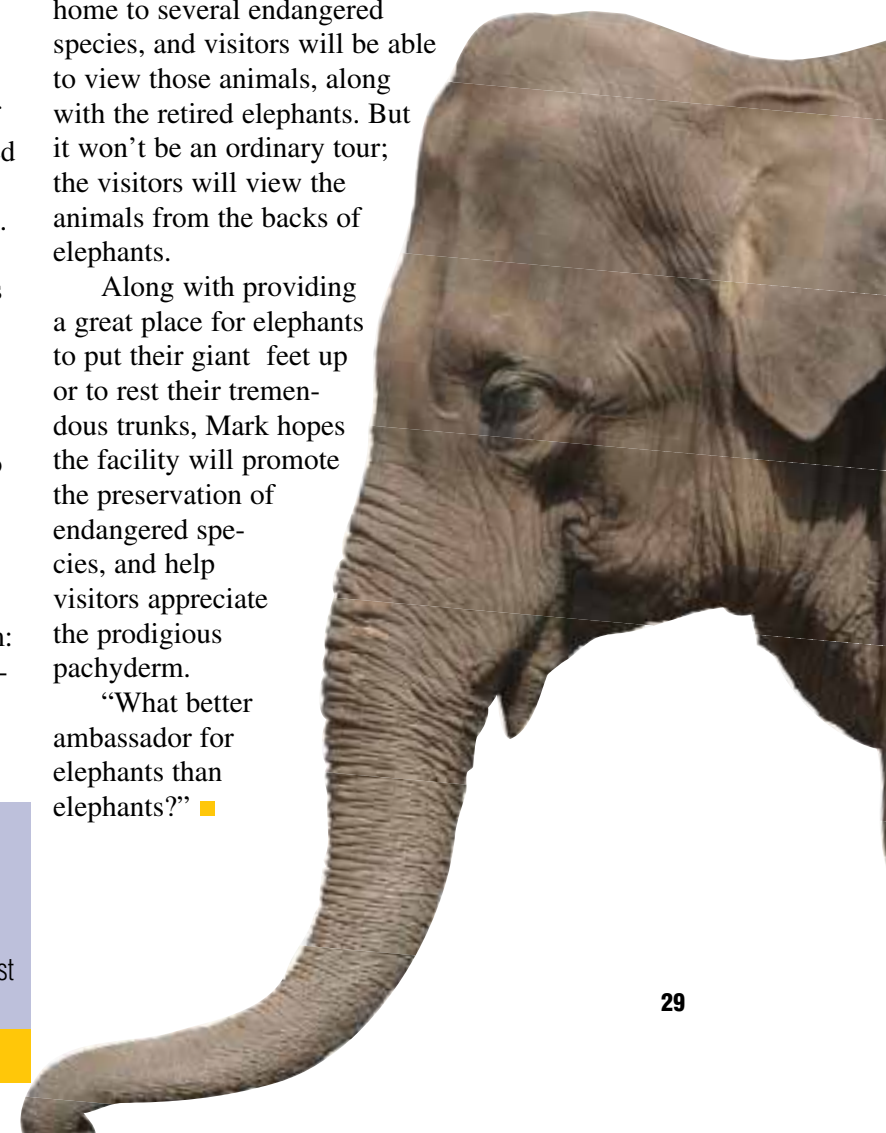 home to several endangered
species, and visitors will be able
to view those animals, along
with the retired elephants. But
it won’t be an ordinary tour;
the visitors will view the
animals from the backs of
elephants.
Along with providing
a great place for elephants
to put their giant  feet up
or to rest their tremen-
dous trunks, Mark hopes
the facility will promote
the preservation of
endangered spe-
cies, and help
visitors appreciate
the prodigious
pachyderm.
“What better
ambassador for
elephants than
elephants?”
29